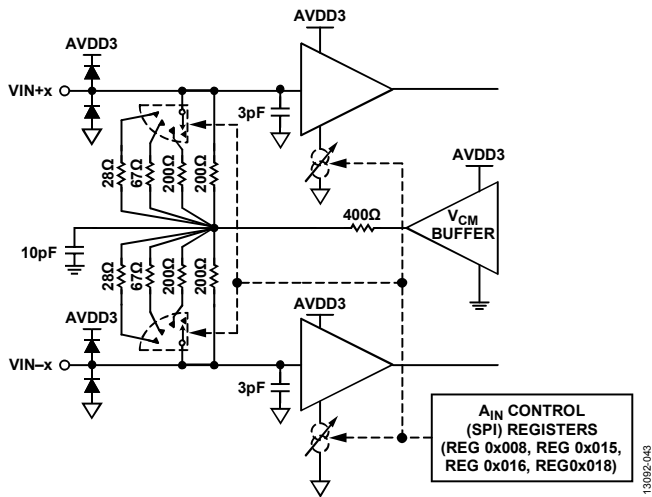 AVDD3
AVDD3
VIN+x
3pF
28Ω
67Ω
200Ω
200Ω
AVDD3
400Ω
VCM
BUFFER
10pF
28Ω
67Ω
200Ω
200Ω
AVDD3
AVDD3
VIN–x
3pF
AIN CONTROL
(SPI) REGISTERS
(REG 0x008, REG 0x015,
REG 0x016, REG0x018)
13092-043